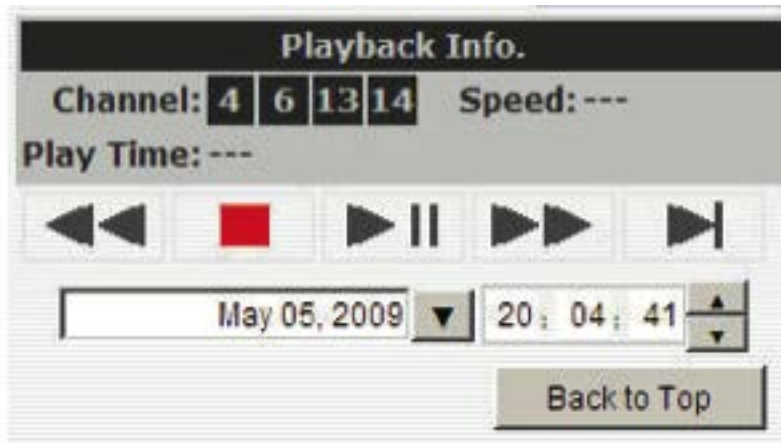 Playback Info.
Channel: 4 6 13 14 Speed: ---
Play Time: ---
May 05, 2009 20 : 04 : 41
Back to Top